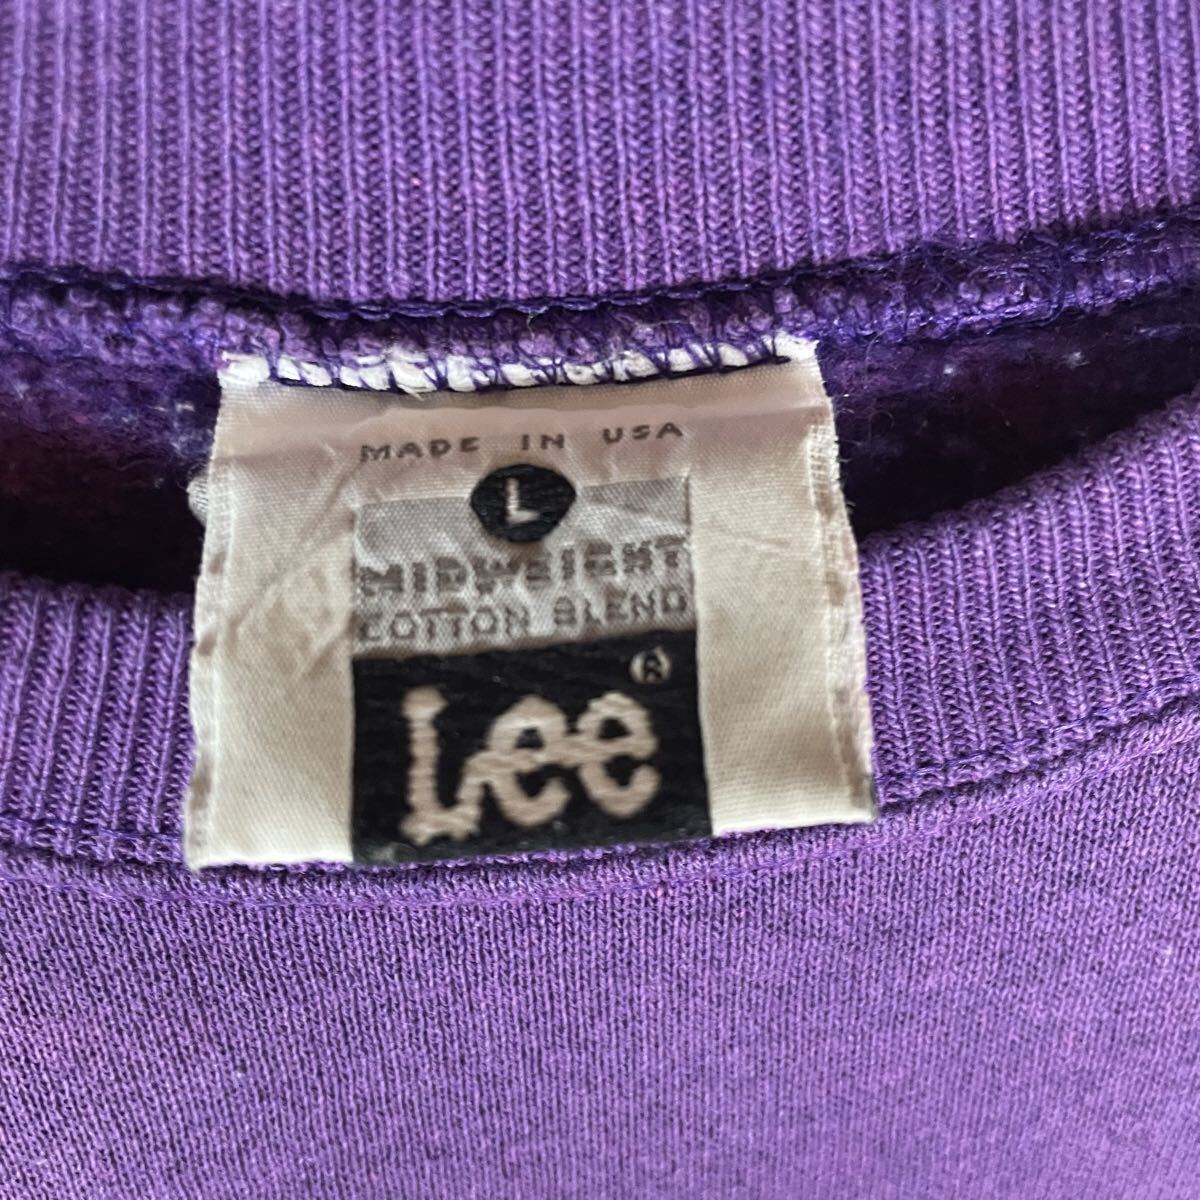 MADE IN USA
L
MIDWEIGHT
COTTON BLEND
Lee®